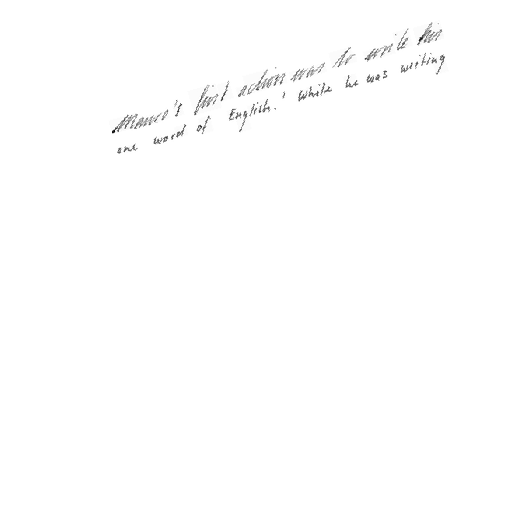 Mauro's first action was to write his
one word of English.' While he was writing